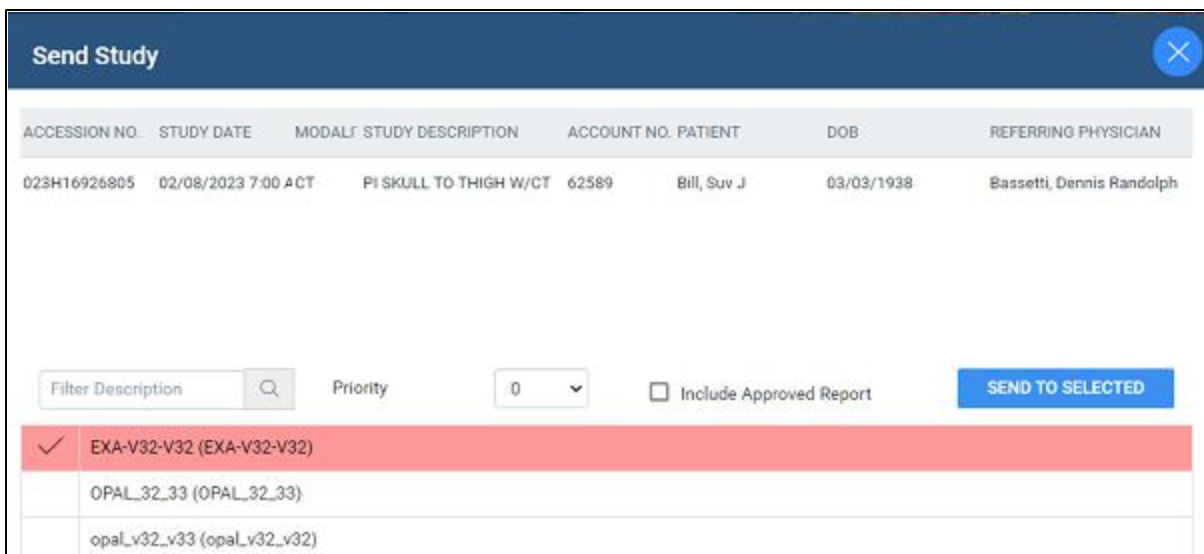 Send Study
ACCESSION NO. STUDY DATE MODALI STUDY DESCRIPTION ACCOUNT NO. PATIENT DOB REFERRING PHYSICIAN
023H16926805 02/08/2023 7:00 A CT PI SKULL TO THIGH W/CT 62589 Bill, Suv J 03/03/1938 Bassetti, Dennis Randolph
Filter Description Priority 0 Include Approved Report SEND TO SELECTED
EXA-V32-V32 (EXA-V32-V32)
OPAL_32_33 (OPAL_32_33)
opal_v32_v33 (opal_v32_v32)